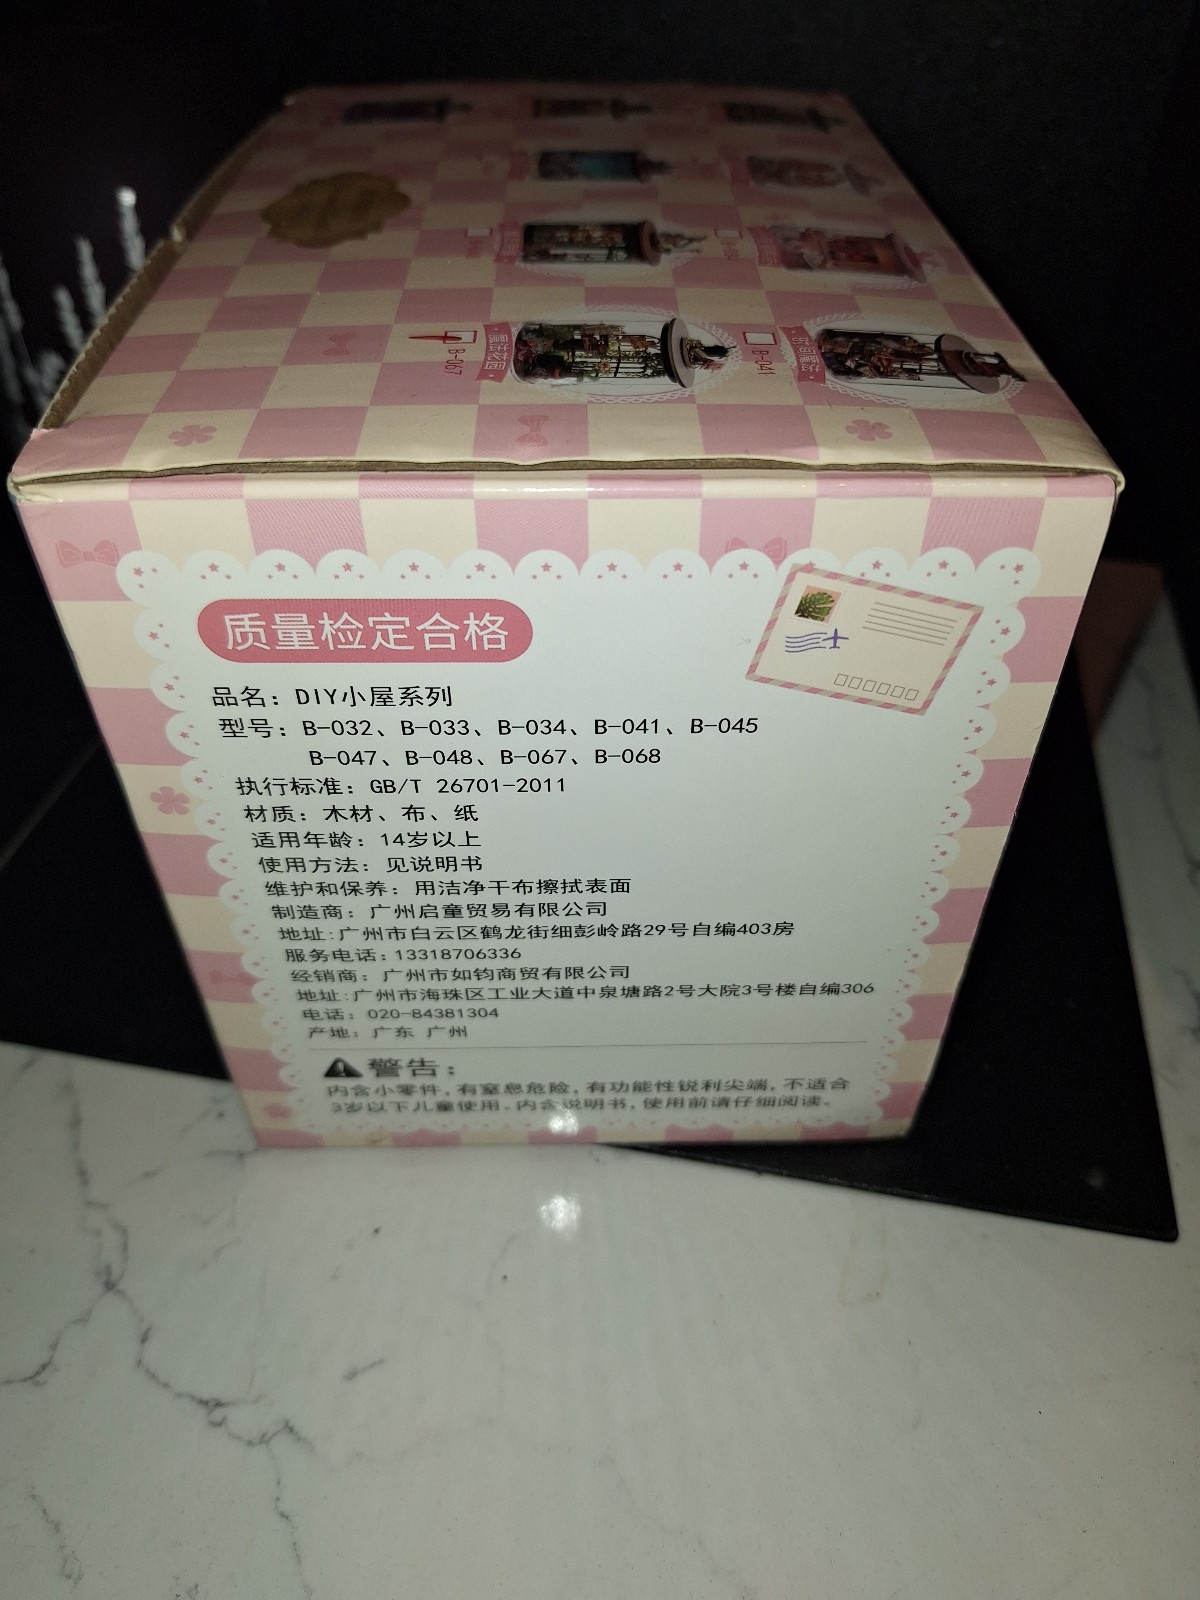 B-067
B-041
质量检定合格
品名：DIY小屋系列
型号：B-032、B-033、B-034、B-041、B-045
B-047、B-048、B-067、B-068
执行标准：GB/T 26701-2011
材质：木材、布、纸
适用年龄：14岁以上
使用方法：见说明书
维护和保养：用洁净干布擦拭表面
制造商：广州启童贸易有限公司
地址:广州市白云区鹤龙街细彭岭路29号自编403房
服务电话：13318706336
经销商：广州市如钧商贸有限公司
地址:广州市海珠区工业大道中泉塘路2号大院3号楼自编306
电话：020-84381304
产地：广东 广州
警告：
内含小零件，有窒息危险，有功能性锐利尖端，不适合
3岁以下儿童使用。内含说明书，使用前请仔细阅读。